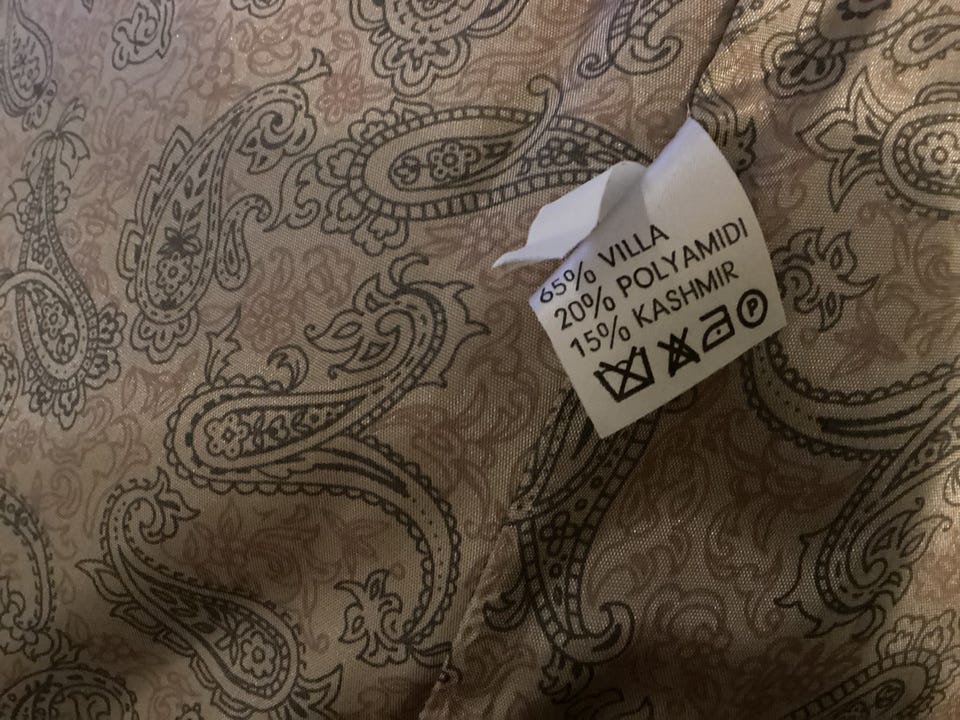 65% VILLA
20% POLYAMIDI
15% KASHMIR
P